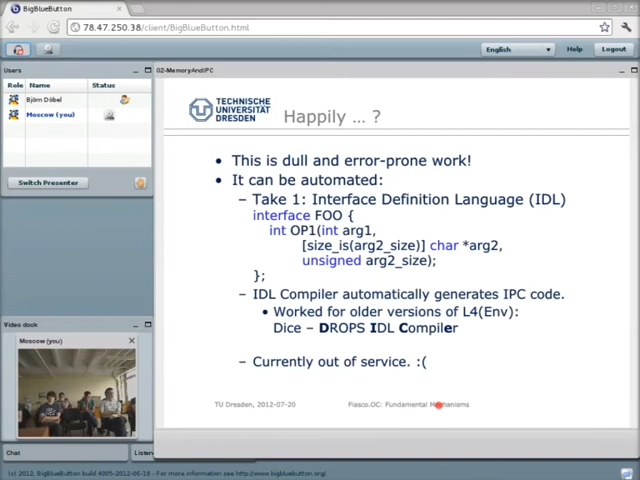 BigBlueButton
78.47.250.38/client/BigBlueButton.html
English
Help
Logout
Users
Role Name Status
Björn Döbel
Moscow (you)
Switch Presenter
Video dock
Moscow (you)
Chat
Listen
02-MemoryAndIPC
TECHNISCHE
UNIVERSITÄT
DRESDEN
Happily ... ?
• This is dull and error-prone work!
• It can be automated:
– Take 1: Interface Definition Language (IDL)
interface FOO {
int OP1(int arg1,
[size_is(arg2_size)] char *arg2,
unsigned arg2_size);
};
– IDL Compiler automatically generates IPC code.
• Worked for older versions of L4(Env):
Dice – DROPS IDL Compiler
– Currently out of service. :(
TU Dresden, 2012-07-20
Fiasco.OC: Fundamental Mechanisms
(c) 2012, BigBlueButton build 4005-2012-06-18 - For more information see http://www.bigbluebutton.org/.